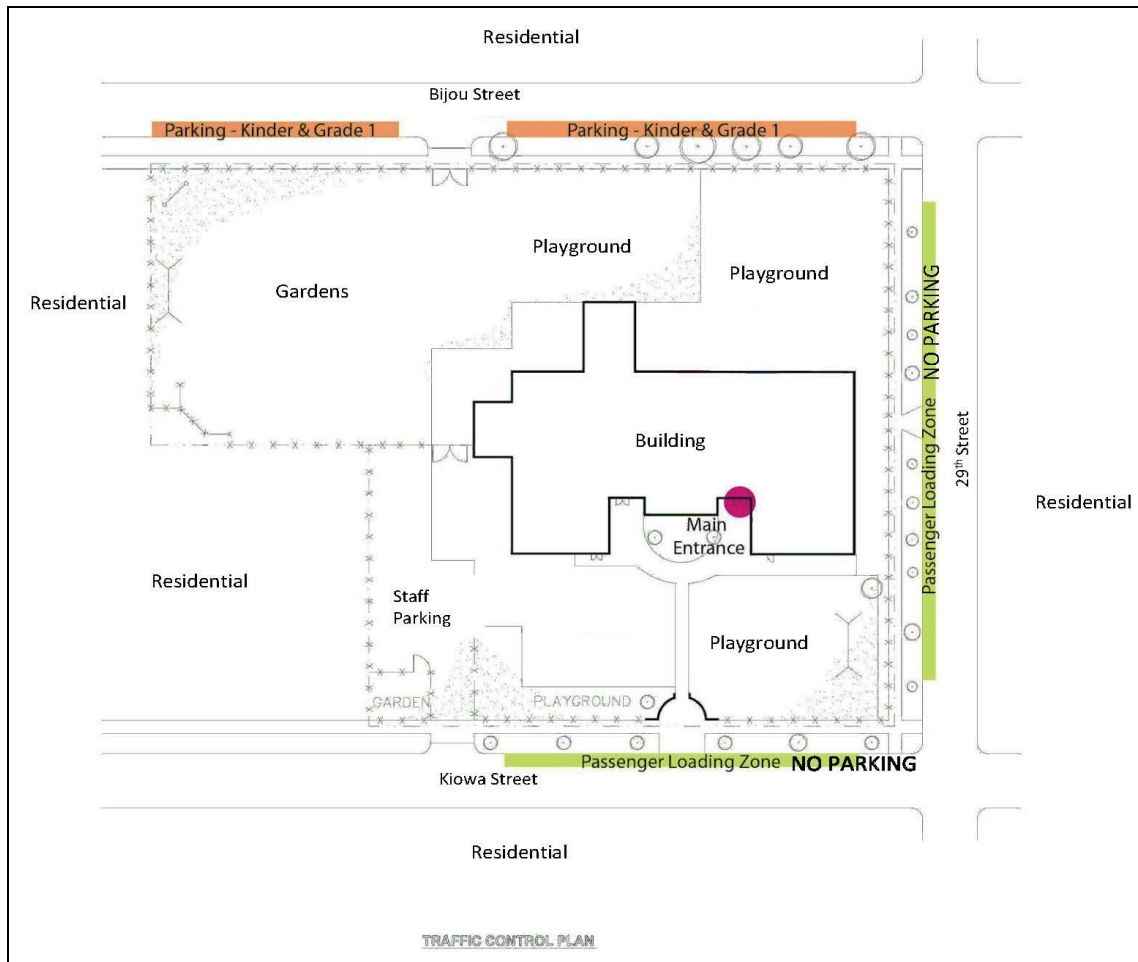 Residential
Bijou Street
Parking - Kinder & Grade 1
Parking - Kinder & Grade 1
Playground
Playground
Gardens
Residential
NO PARKING
Passenger Loading Zone
29th Street
Building
Residential
Main
Entrance
Residential
Staff
Parking
Playground
GARDEN
PLAYGROUND
Passenger Loading Zone NO PARKING
Kiowa Street
Residential
TRAFFIC CONTROL PLAN